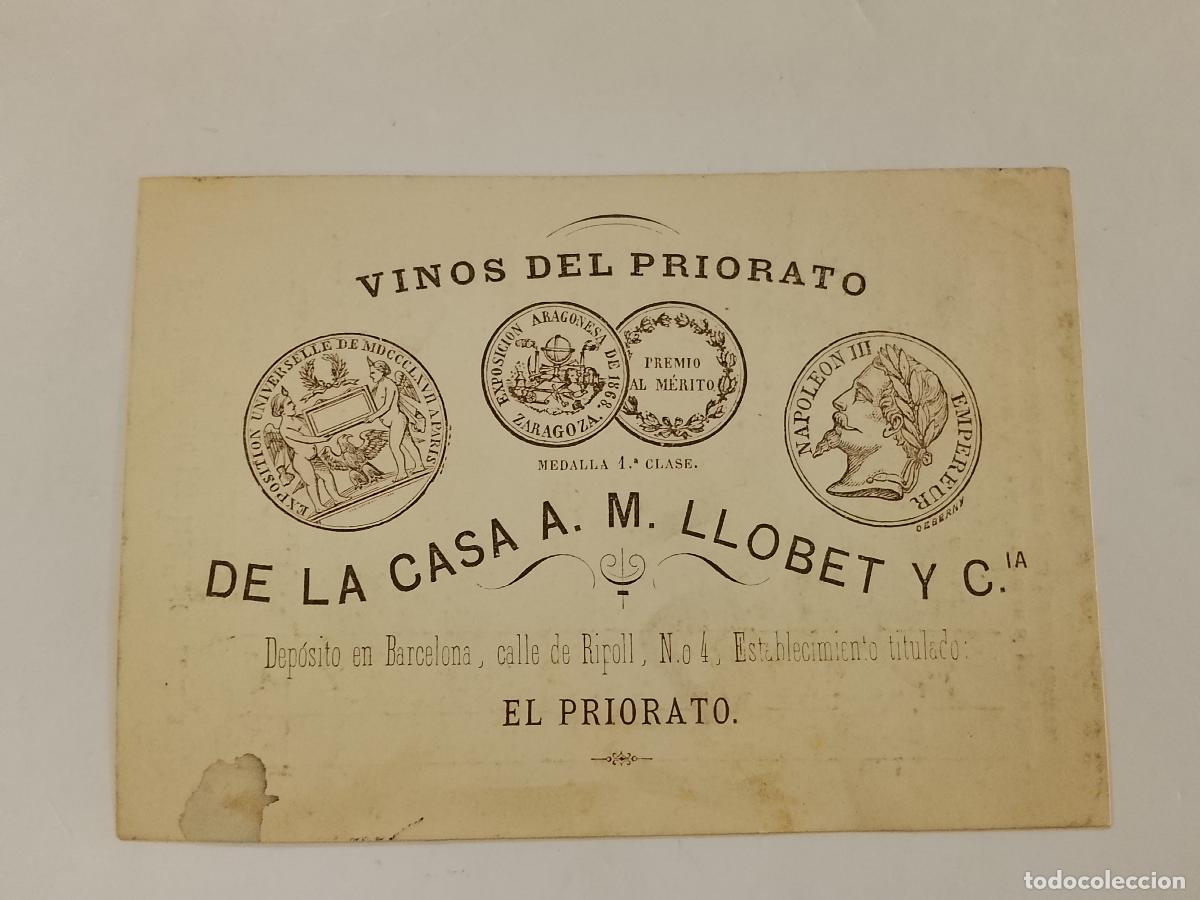 VINOS DEL PRIORATO
EXPOSITION UNIVERSELLE DE MDCCCLXVII A PARIS
EXPOSICION ARAGONESA DE 1868.
ZARAGOZA.
PREMIO
AL MÉRITO
NAPOLEON III EMPEREUR
DEBERNY
MEDALLA 1.ª CLASE.
DE LA CASA A. M. LLOBET Y C.IA
Depósito en Barcelona, calle de Ripoll, N.o 4, Establecimiento titulado:
EL PRIORATO.
todocoleccion